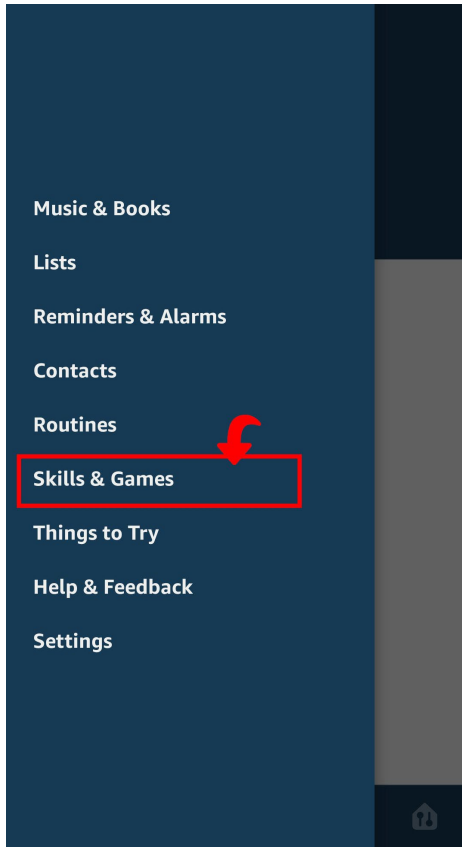 Music & Books
Lists
Reminders & Alarms
Contacts
Routines
Skills & Games
Things to Try
Help & Feedback
Settings